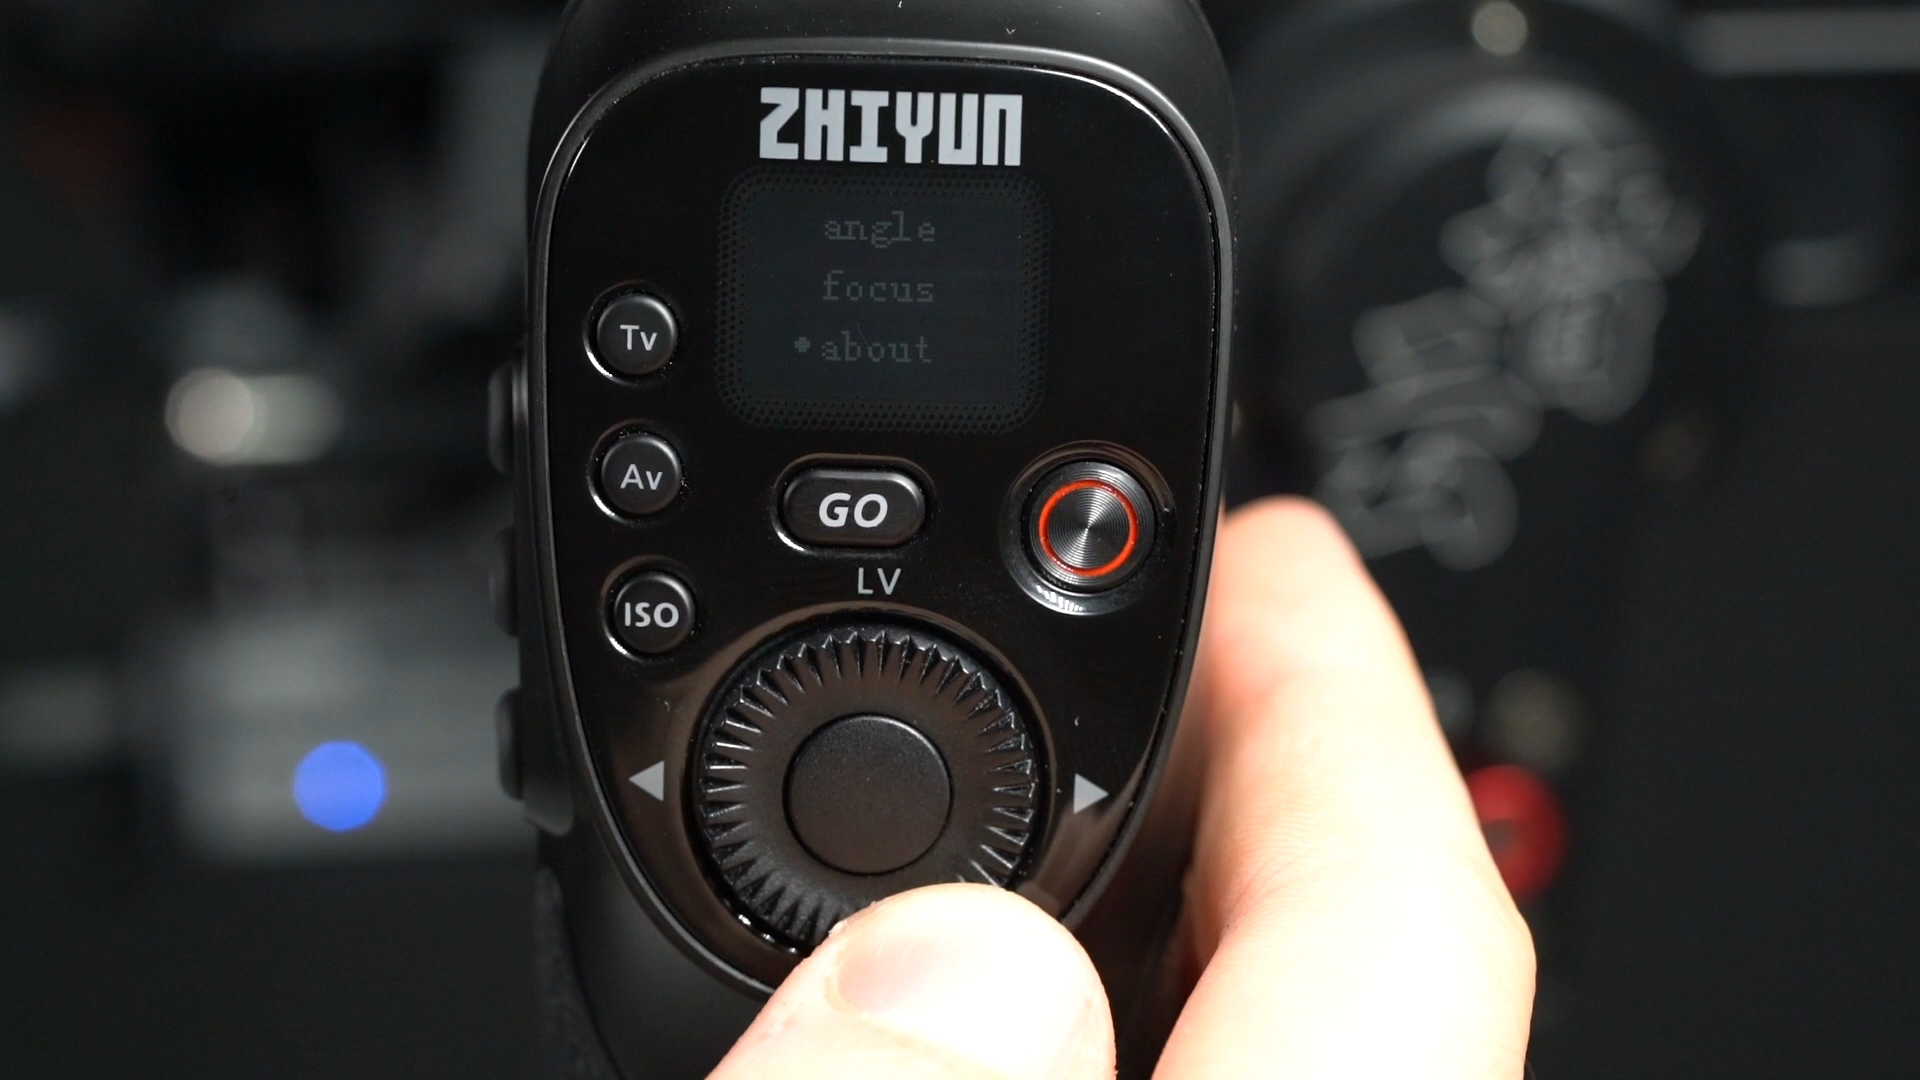 ZHIYUN
angle
focus
•about
Tv
Av
GO
LV
ISO